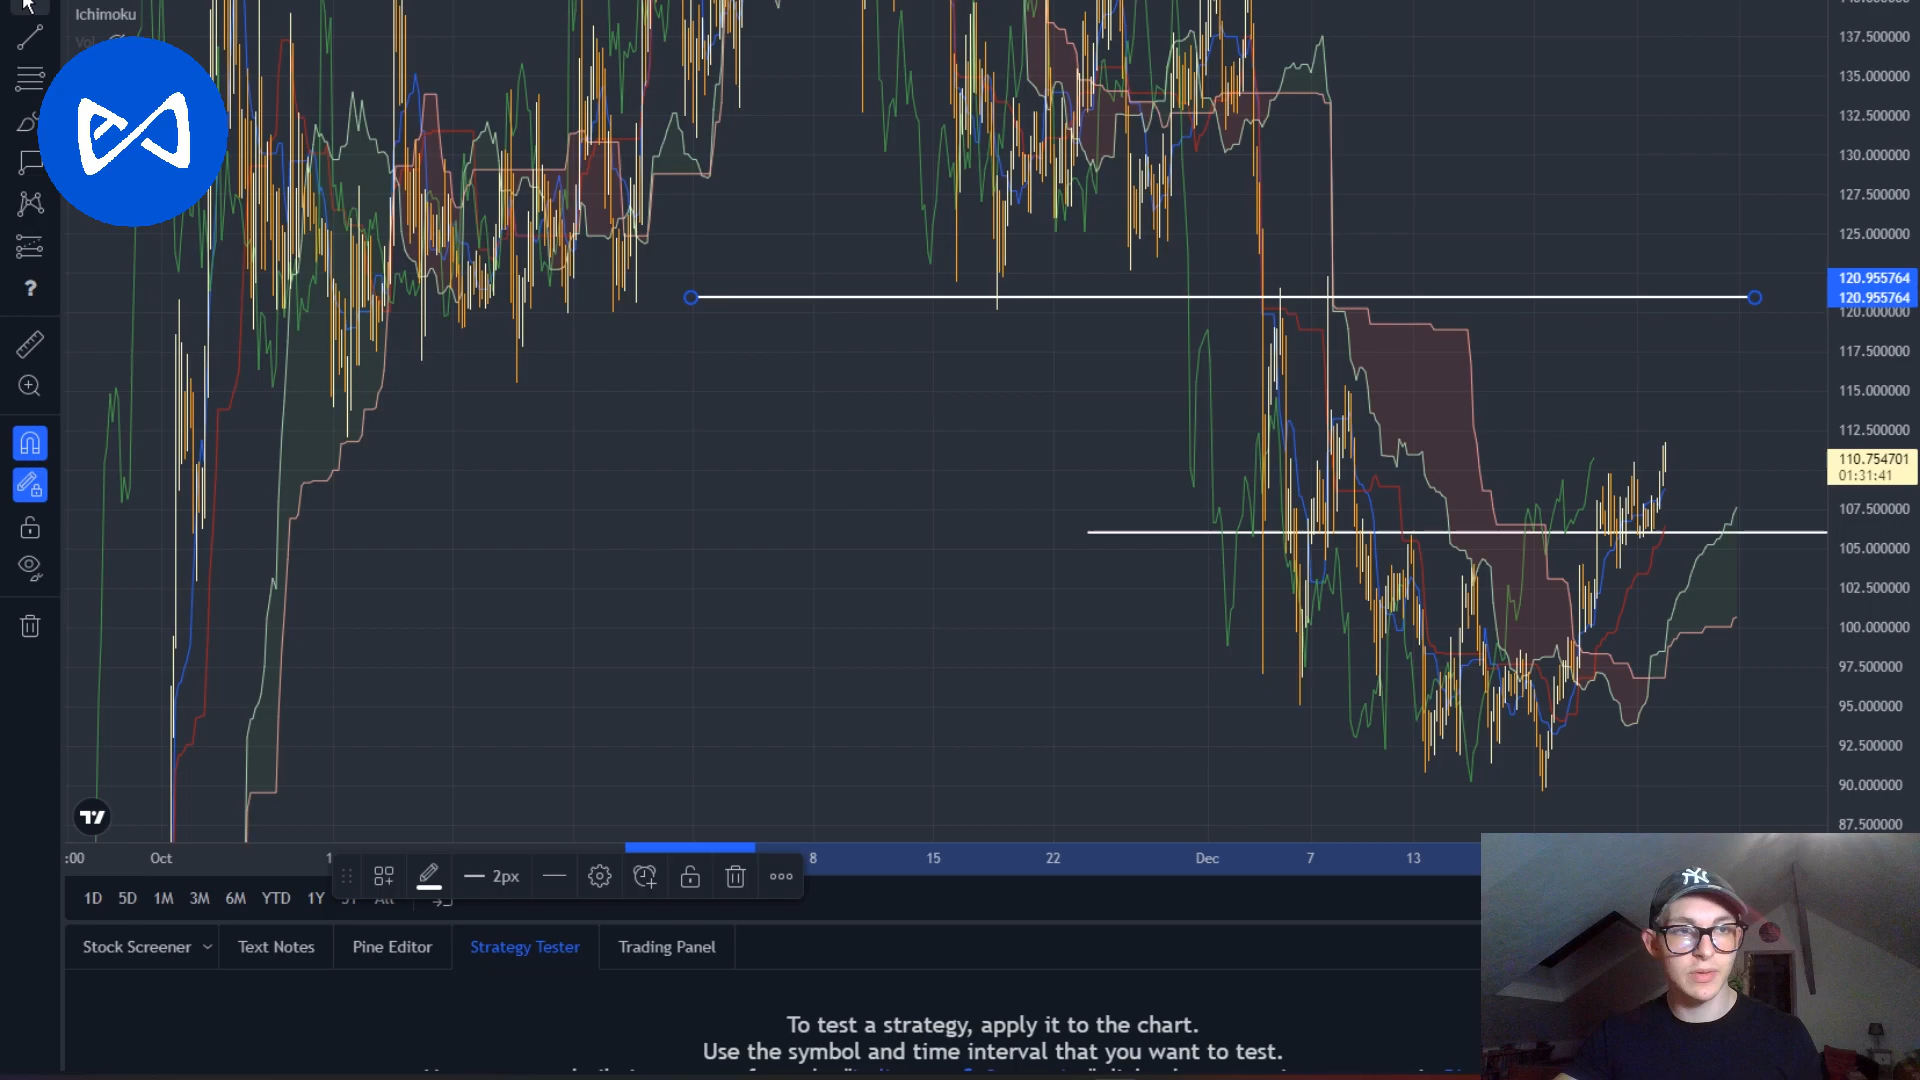 Ichimoku
Vol
137.500000
135.000000
132.500000
130.000000
127.500000
125.000000
120.955764
120.955764
120.000000
117.500000
115.000000
112.500000
110.754701
01:31:41
107.500000
105.000000
102.500000
100.000000
97.500000
95.000000
92.500000
90.000000
87.500000
:00 Oct 1 8 15 22 Dec 7 13
2px
1D 5D 1M 3M 6M YTD 1Y
Stock Screener Text Notes Pine Editor Strategy Tester Trading Panel
To test a strategy, apply it to the chart.
Use the symbol and time interval that you want to test.